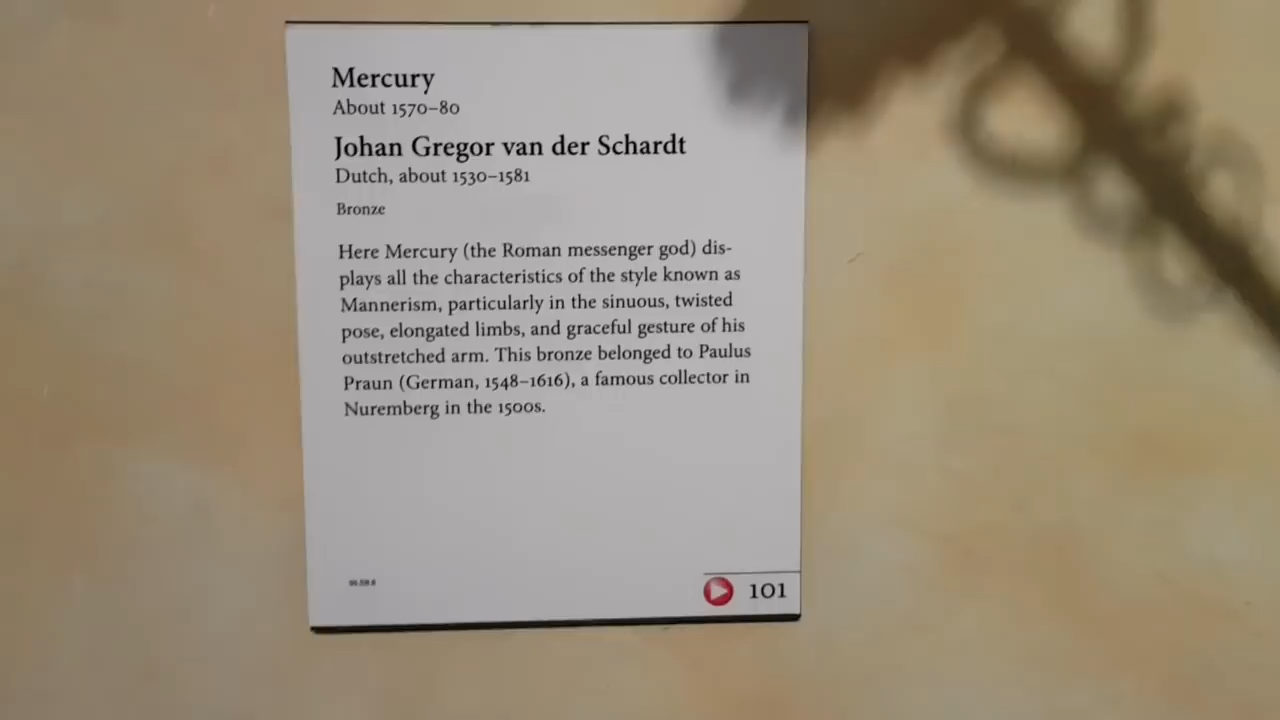 Mercury
About 1570–80
Johan Gregor van der Schardt
Dutch, about 1530–1581
Bronze
Here Mercury (the Roman messenger god) dis-
plays all the characteristics of the style known as
Mannerism, particularly in the sinuous, twisted
pose, elongated limbs, and graceful gesture of his
outstretched arm. This bronze belonged to Paulus
Praun (German, 1548–1616), a famous collector in
Nuremberg in the 1500s.
101